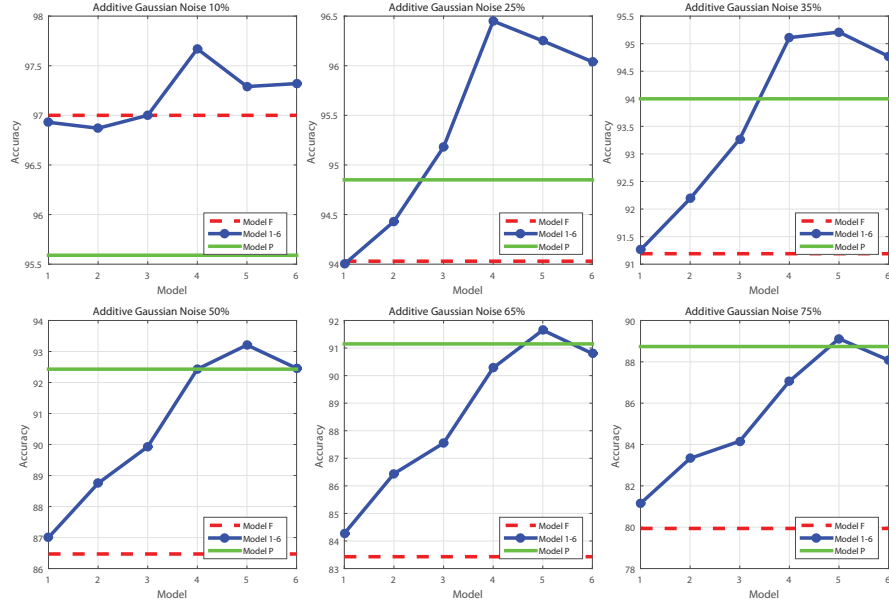 Additive Gaussian Noise 10%
98
97.5
97
96.5
96
95.5
Accuracy
1 2 3 4 5 6
Model
Model F
Model 1-6
Model P
Additive Gaussian Noise 25%
96.5
96
95.5
95
94.5
94
Accuracy
1 2 3 4 5 6
Model
Model F
Model 1-6
Model P
Additive Gaussian Noise 35%
95.5
95
94.5
94
93.5
93
92.5
92
91.5
91
Accuracy
1 2 3 4 5 6
Model
Model F
Model 1-6
Model P
Additive Gaussian Noise 50%
94
93
92
91
90
89
88
87
86
Accuracy
1 2 3 4 5 6
Model
Model F
Model 1-6
Model P
Additive Gaussian Noise 65%
92
91
90
89
88
87
86
85
84
83
Accuracy
1 2 3 4 5 6
Model
Model F
Model 1-6
Model P
Additive Gaussian Noise 75%
90
88
86
84
82
80
78
Accuracy
1 2 3 4 5 6
Model
Model F
Model 1-6
Model P